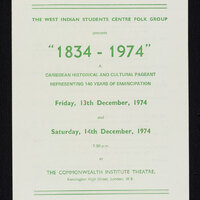 THE WEST INDIAN STUDENTS CENTRE FOLK GROUP
presents
"1834 - 1974"
A
CARIBBEAN HISTORICAL AND CULTURAL PAGEANT
REPRESENTING 140 YEARS OF EMANCIPATION
Friday, 13th December, 1974
and
Saturday, 14th December, 1974
7.30 p.m.
at
THE COMMONWEALTH INSTITUTE THEATRE,
Kensington High Street, London, W.8.